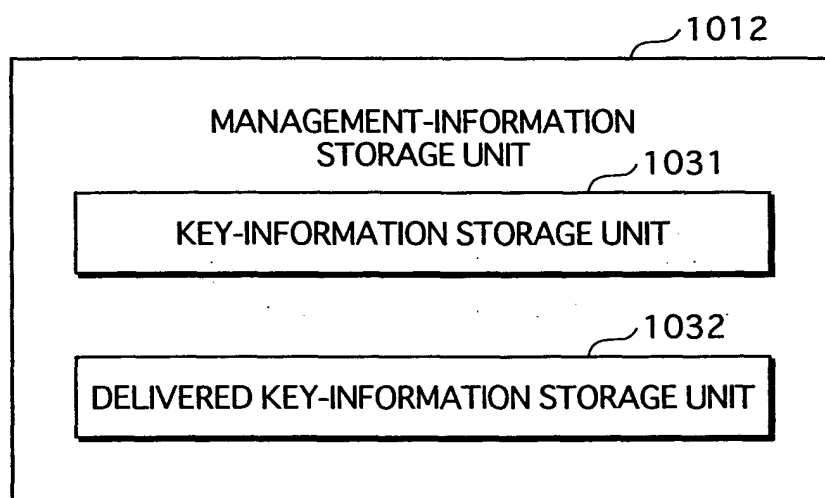 1012
MANAGEMENT-INFORMATION
STORAGE UNIT
1031
KEY-INFORMATION STORAGE UNIT
1032
DELIVERED KEY-INFORMATION STORAGE UNIT